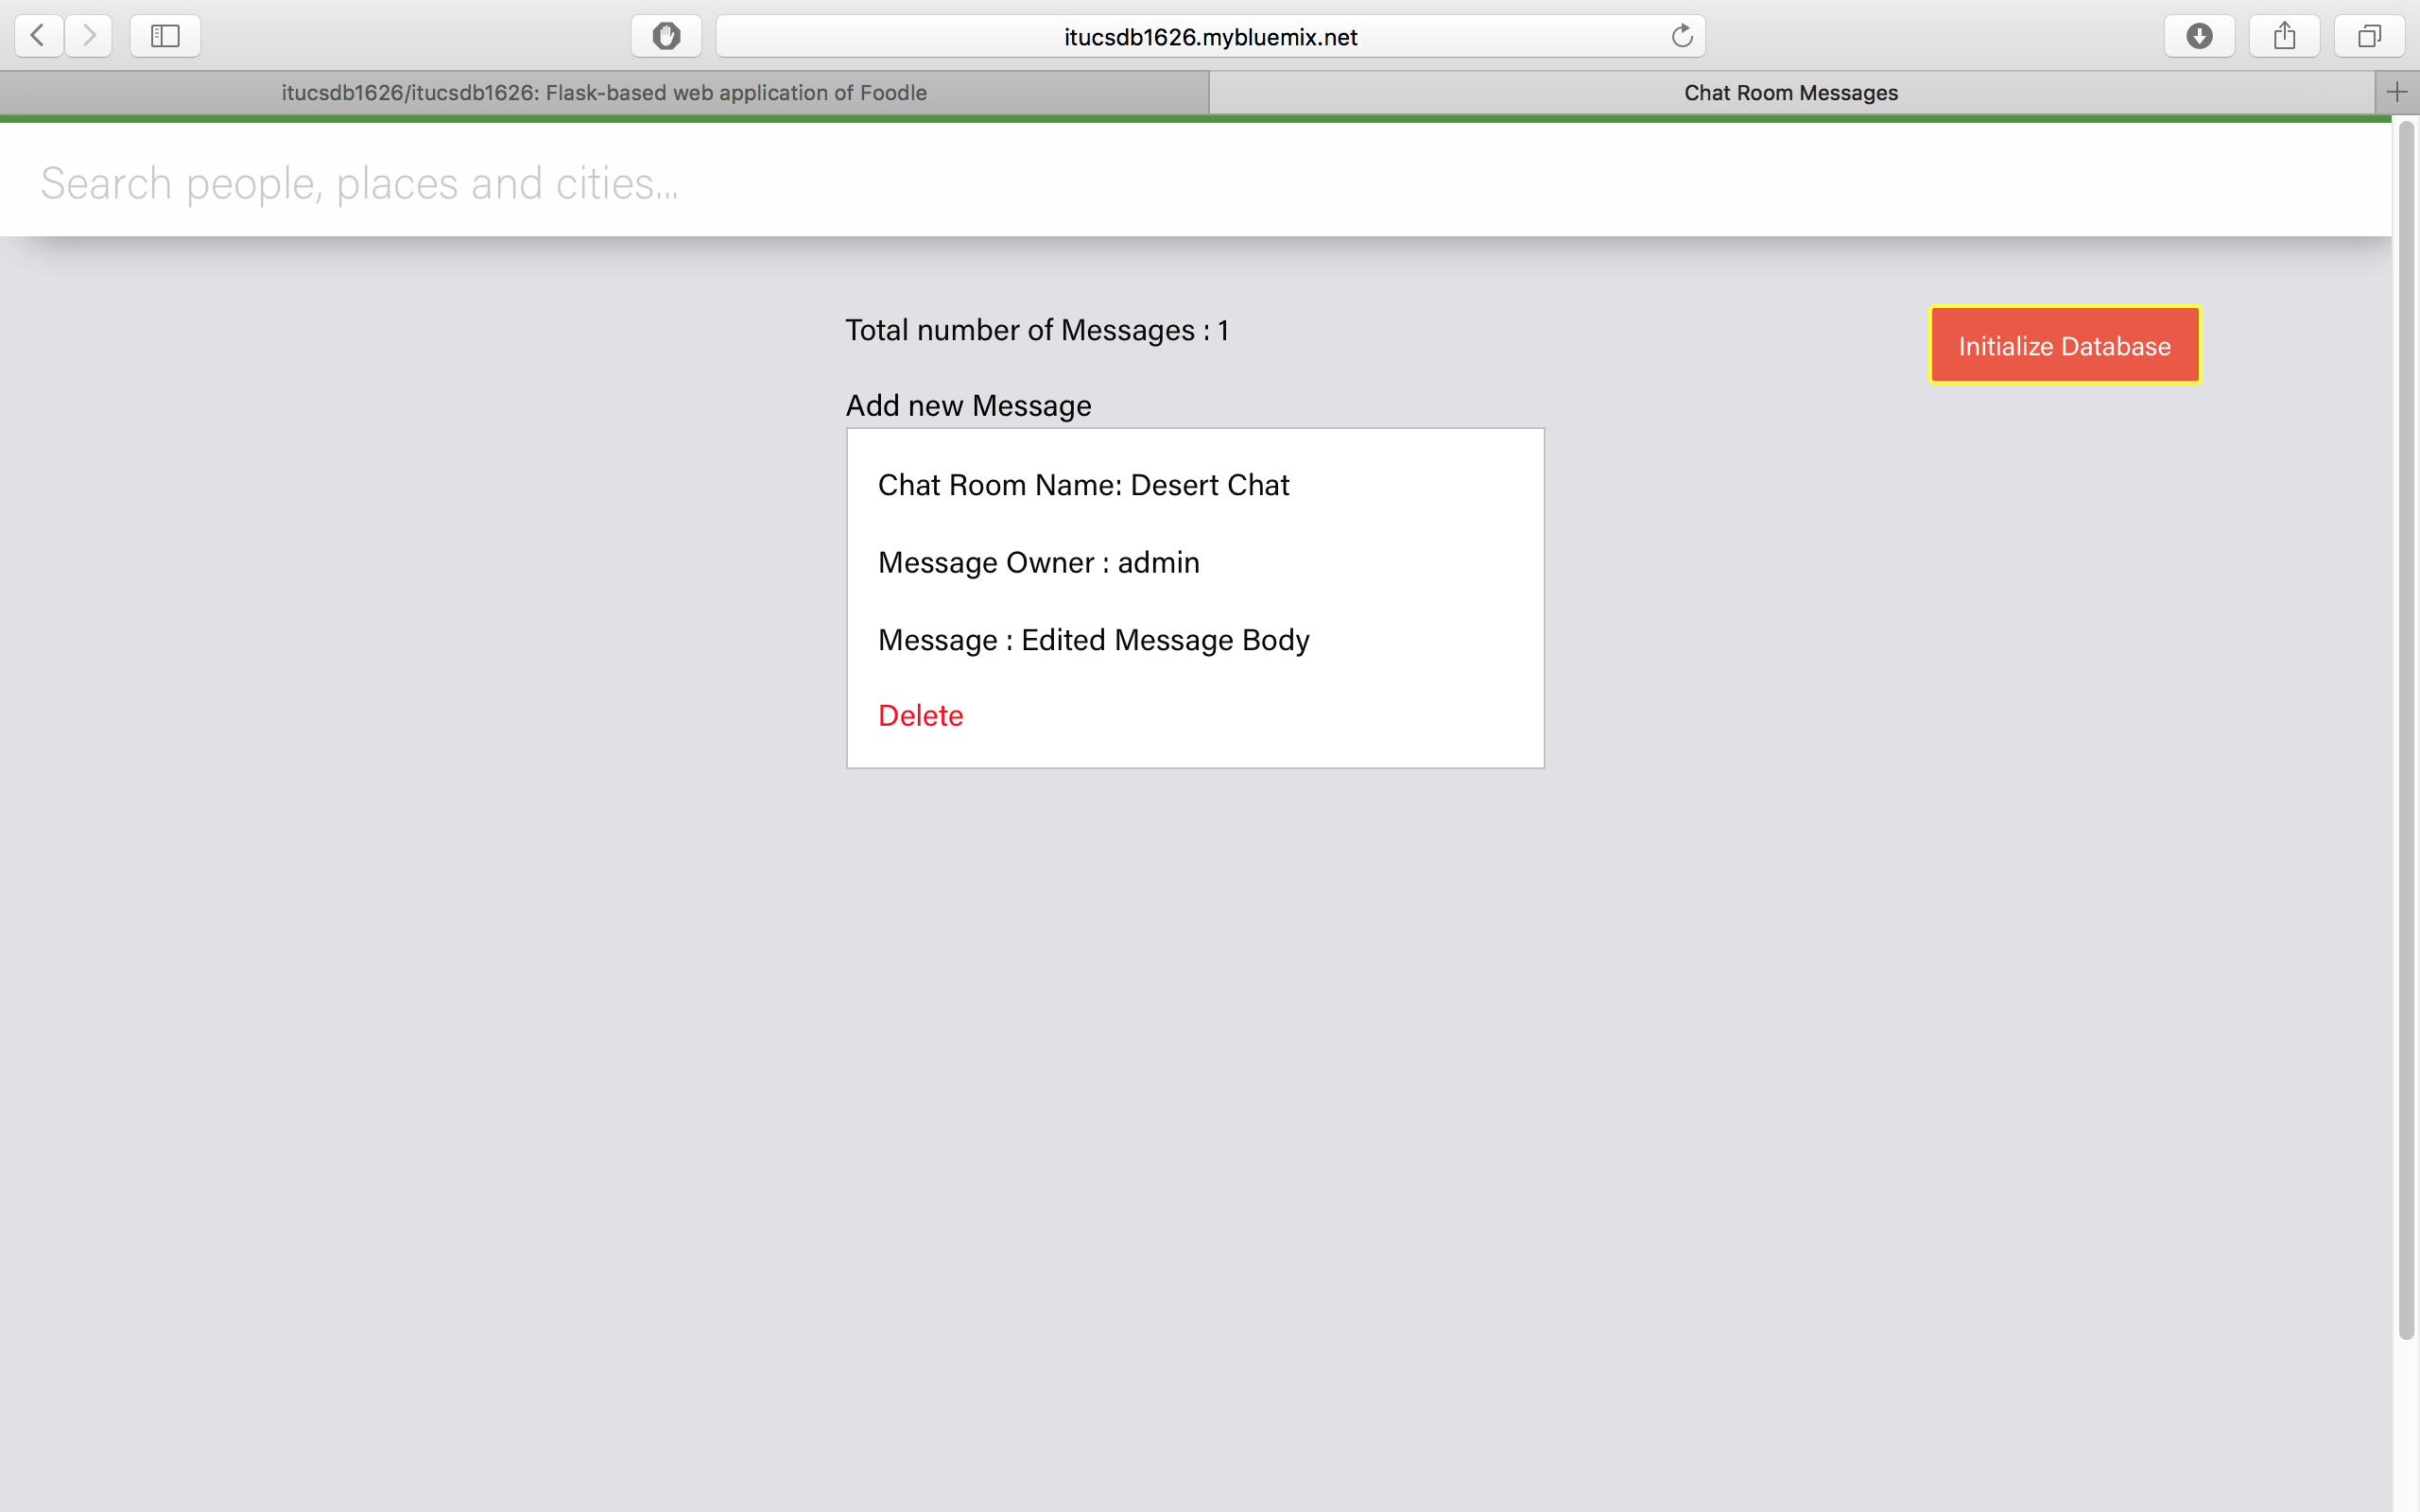 itucsdb1626.mybluemix.net
itucsdb1626/itucsdb1626: Flask-based web application of Foodle
Chat Room Messages
Search people, places and cities...
Total number of Messages : 1
Initialize Database
Add new Message
Chat Room Name: Desert Chat
Message Owner : admin
Message : Edited Message Body
Delete